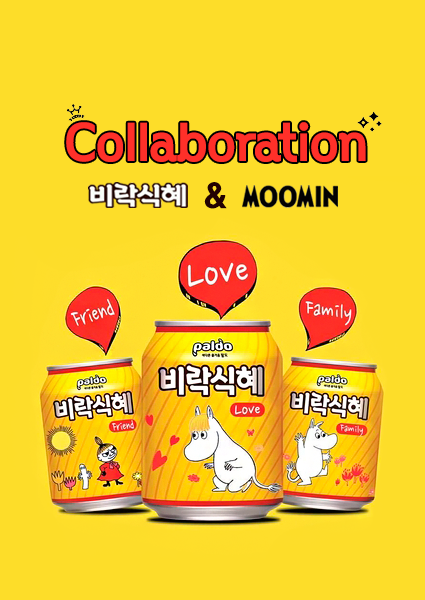 Collaboration
비락식혜 & MOOMIN
Love
Friend
Family
paldo
비락식혜
Friend
paldo
비락식혜
Love
paldo
비락식혜
Family